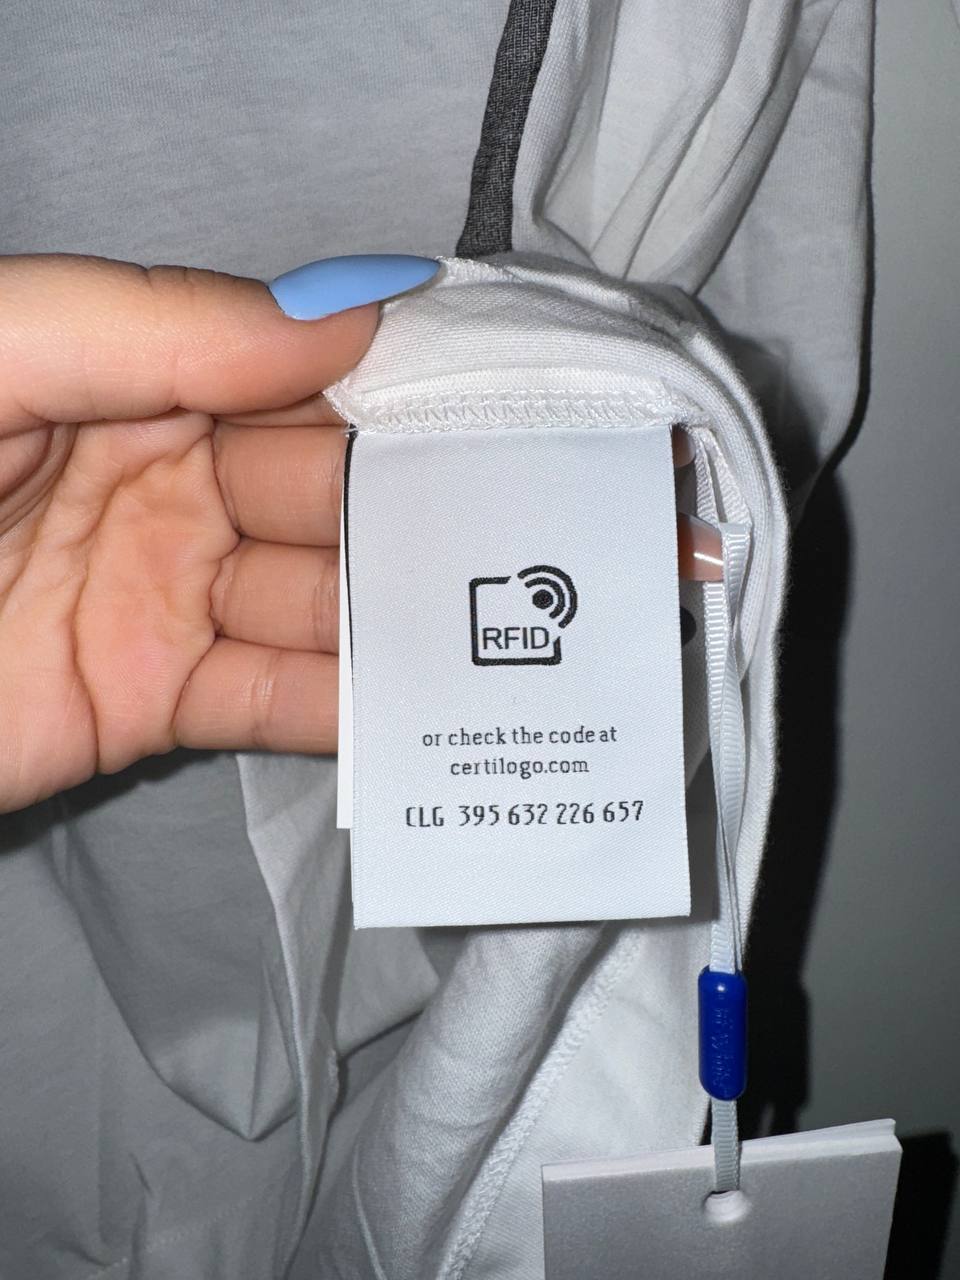 RFID
or check the code at
certilogo.com
CLG 395 632 226 657